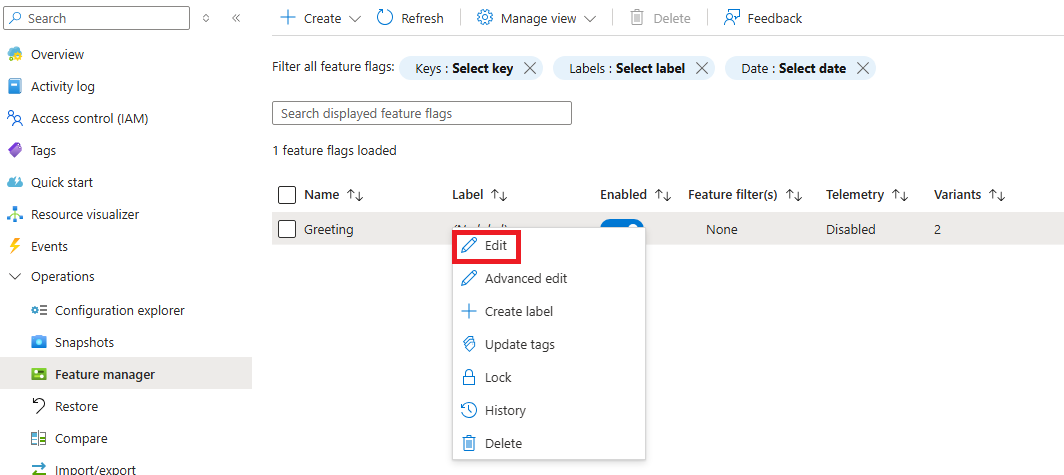 Search
Create
Refresh
Manage view
Delete
Feedback
Overview
Activity log
Access control (IAM)
Tags
Quick start
Resource visualizer
Events
Operations
Configuration explorer
Snapshots
Feature manager
Restore
Compare
Import/export
Filter all feature flags:
Keys : Select key
Labels : Select label
Date : Select date
Search displayed feature flags
1 feature flags loaded
Name Label Enabled Feature filter(s) Telemetry Variants
Greeting None Disabled 2
Edit
Advanced edit
Create label
Update tags
Lock
History
Delete